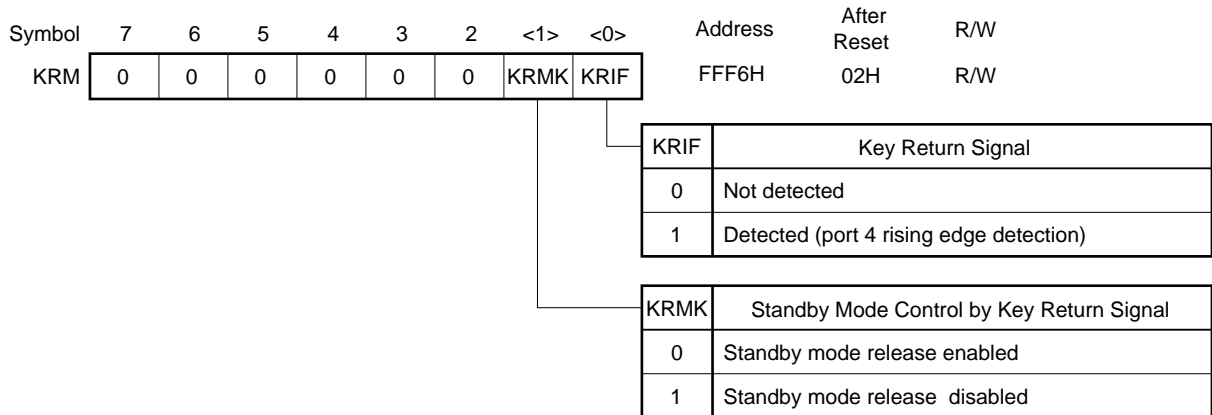 Symbol 7 6 5 4 3 2 <1> <0> Address After Reset R/W
KRM 0 0 0 0 0 0 KRMK KRIF FFF6H 02H R/W
KRIF Key Return Signal
0 Not detected
1 Detected (port 4 rising edge detection)
KRMK Standby Mode Control by Key Return Signal
0 Standby mode release enabled
1 Standby mode release disabled